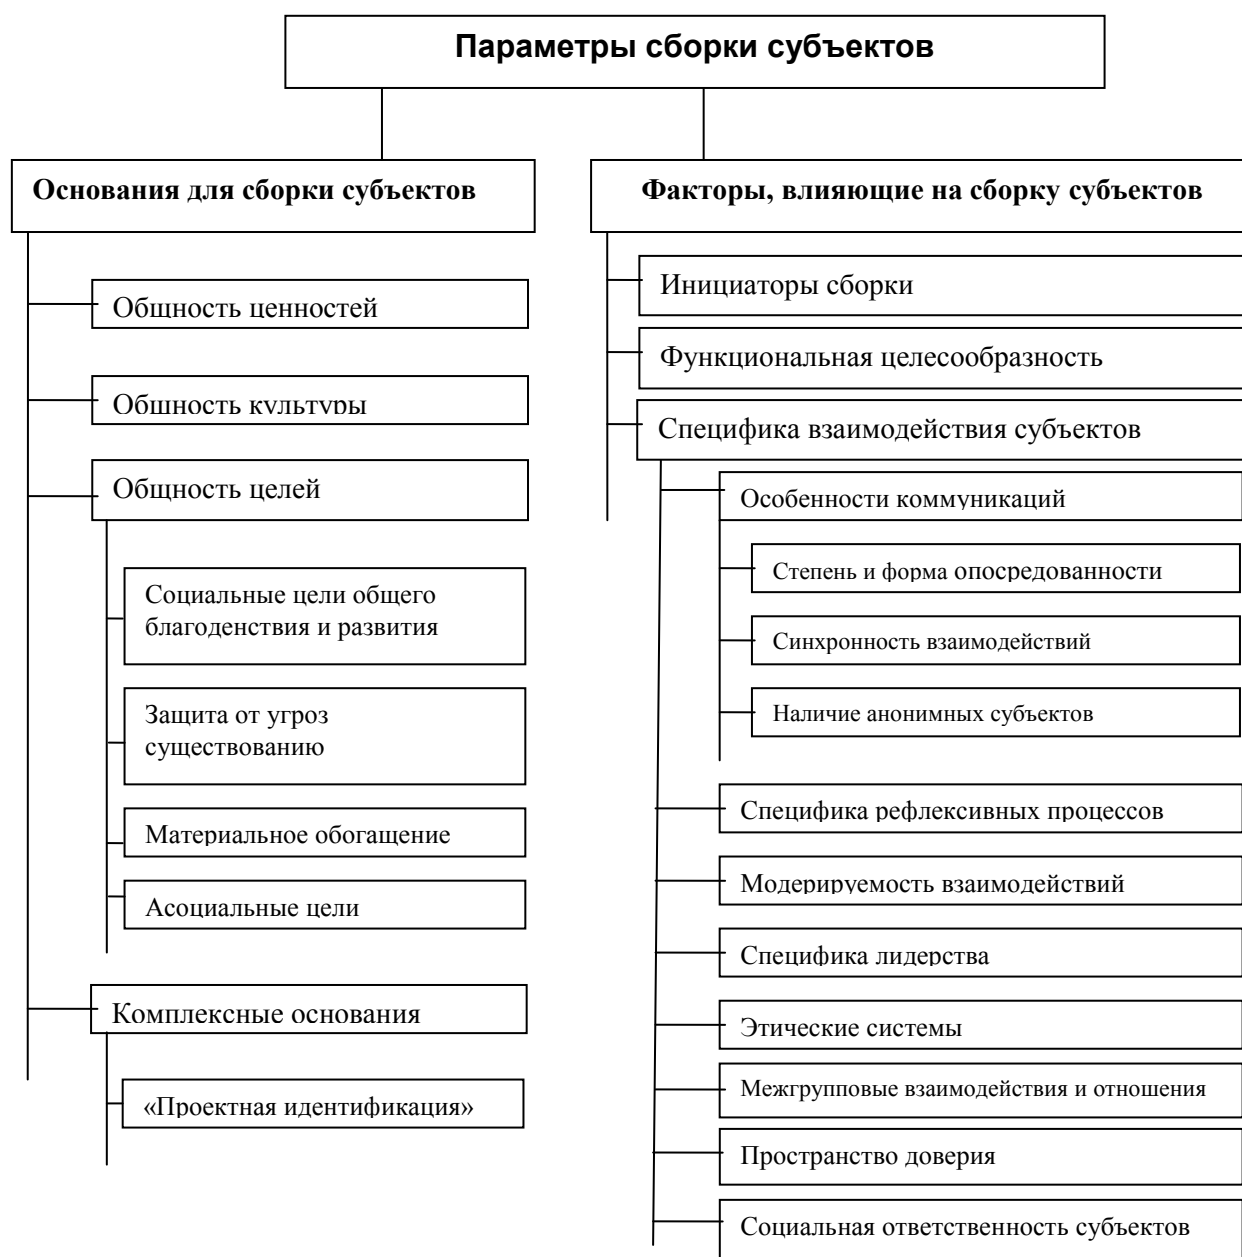 Параметры сборки субъектов
Основания для сборки субъектов
Общность ценностей
Общность культуры
Общность целей
Социальные цели общего
благоденствия и развития
Защита от угроз
существованию
Материальное обогащение
Асоциальные цели
Комплексные основания
«Проектная идентификация»
Факторы, влияющие на сборку субъектов
Инициаторы сборки
Функциональная целесообразность
Специфика взаимодействия субъектов
Особенности коммуникаций
Степень и форма опосредованности
Синхронность взаимодействий
Наличие анонимных субъектов
Специфика рефлексивных процессов
Модерируемость взаимодействий
Специфика лидерства
Этические системы
Межгрупповые взаимодействия и отношения
Пространство доверия
Социальная ответственность субъектов